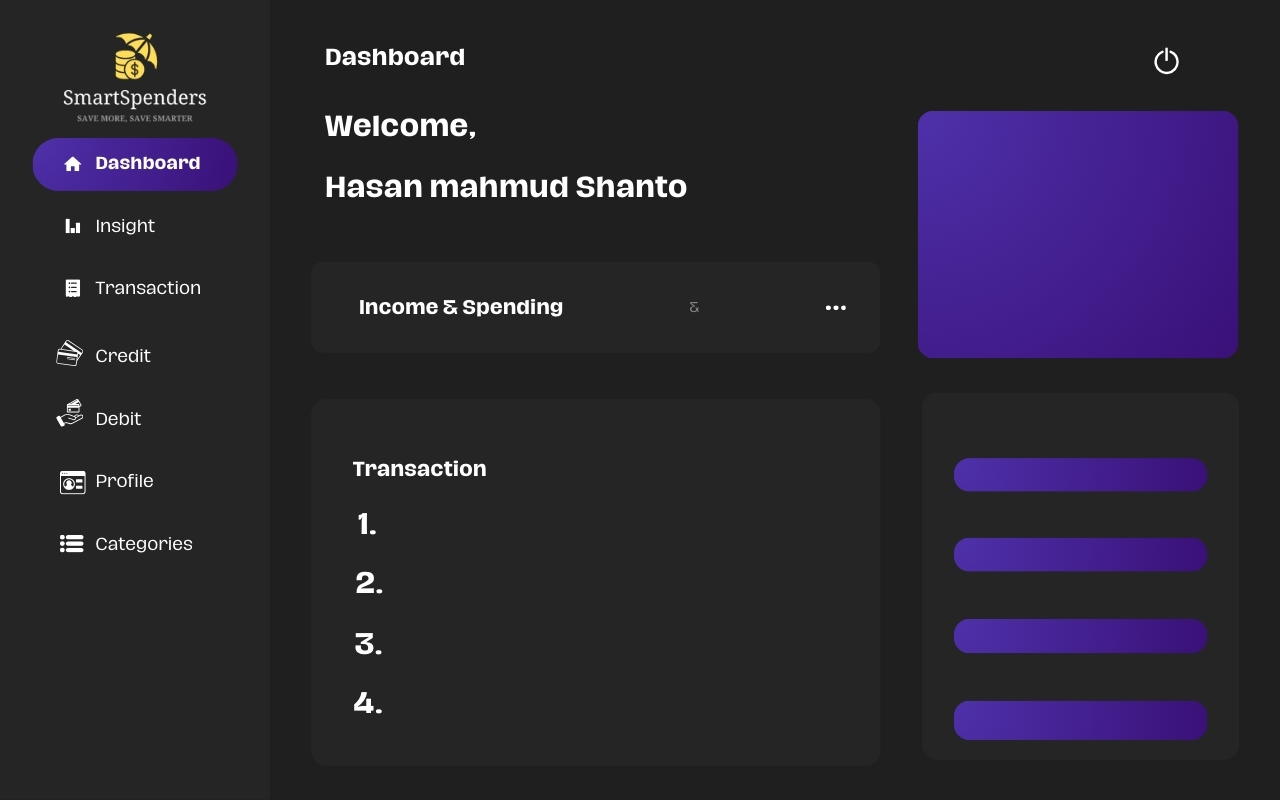 SmartSpenders
SAVE MORE, SAVE SMARTER
Dashboard
Insight
Transaction
Credit
Debit
Profile
Categories
Dashboard
Welcome,
Hasan mahmud Shanto
Income & Spending
&
Transaction
1.
2.
3.
4.